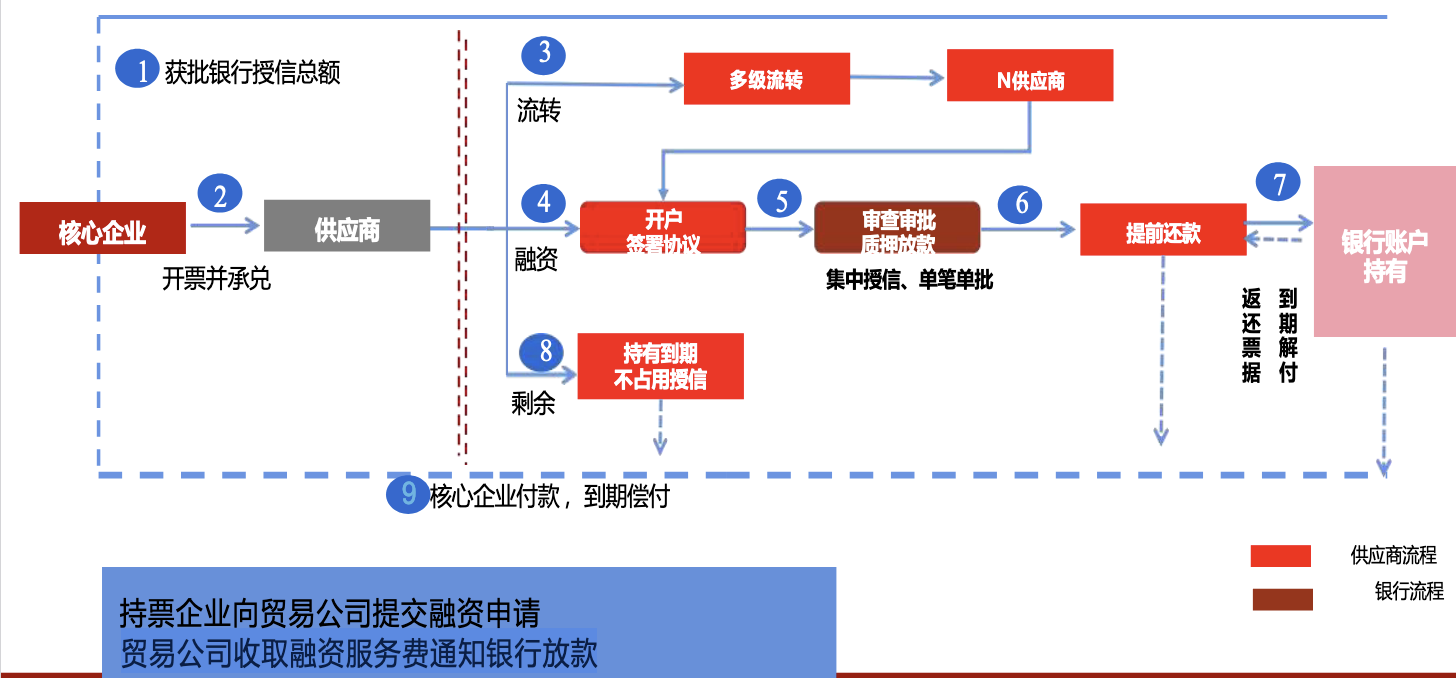 1 获批银行授信总额
3
流转
多级流转
N供应商
核心企业
2
开票并承兑
供应商
4
融资
开户
签署协议
5
审查审批
质押放款
集中授信、单笔单批
6
提前还款
7
银行账户
持有
返还票据
到期解付
8
剩余
持有到期
不占用授信
9 核心企业付款，到期偿付
供应商流程
银行流程
持票企业向贸易公司提交融资申请
贸易公司收取融资服务费通知银行放款